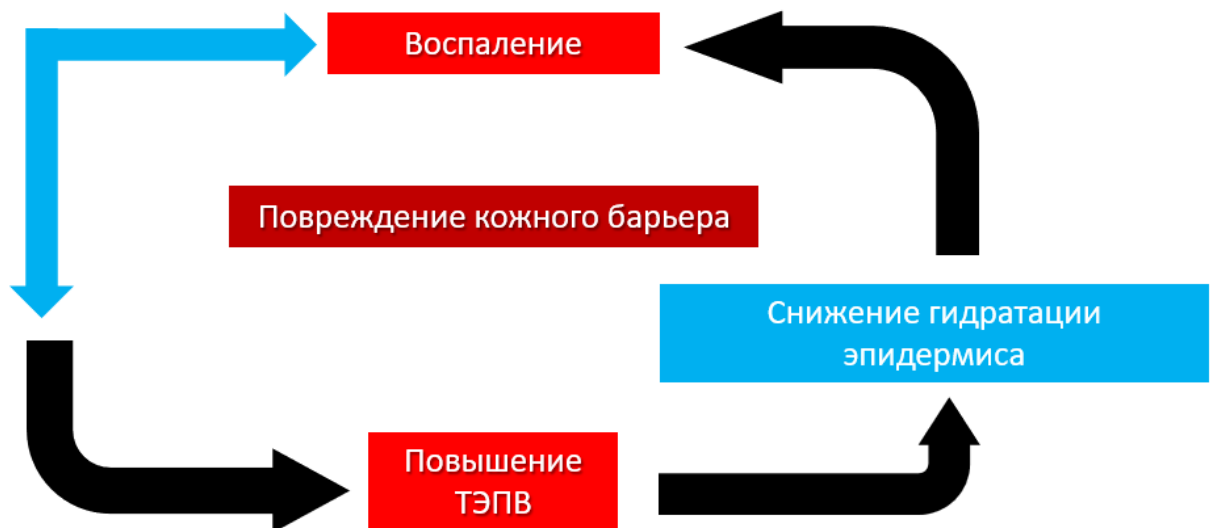 Воспаление
Повреждение кожного барьера
Снижение гидратации
эпидермиса
Повышение
ТЭПВ